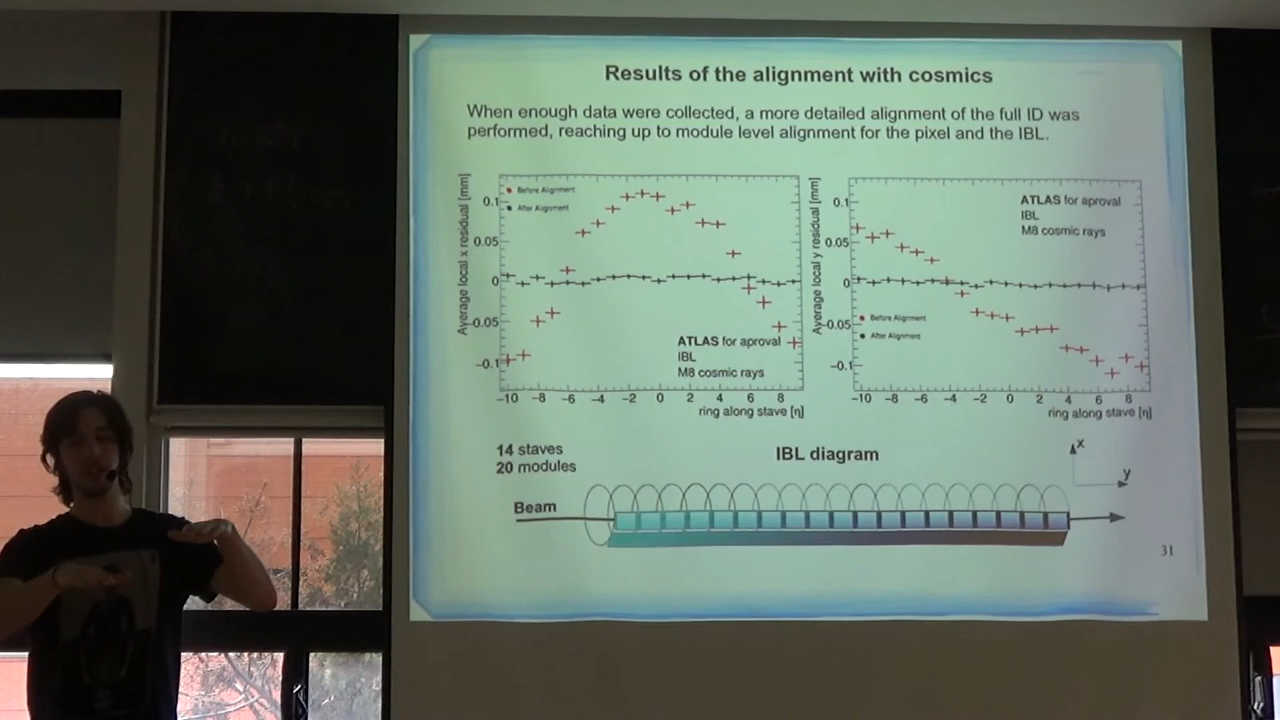 Results of the alignment with cosmics
When enough data were collected, a more detailed alignment of the full ID was
performed, reaching up to module level alignment for the pixel and the IBL.
Average local x residual [mm]
0.1
0.05
0
−0.05
−0.1
Before Alignment
After Alignment
ATLAS for aproval
IBL
M8 cosmic rays
−10 −8 −6 −4 −2 0 2 4 6 8
ring along stave [η]
Average local y residual [mm]
0.1
0.05
0
−0.05
−0.1
ATLAS for aproval
IBL
M8 cosmic rays
Before Alignment
After Alignment
−10 −8 −6 −4 −2 0 2 4 6 8
ring along stave [η]
14 staves
20 modules
IBL diagram
x
y
Beam
31